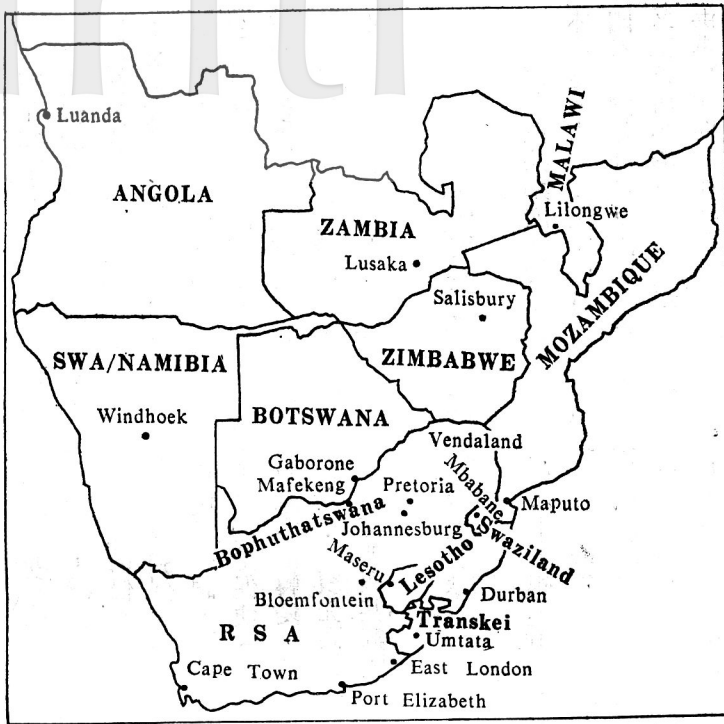 Luanda
ANGOLA
MALAWI
Lilongwe
ZAMBIA
Lusaka
Salisbury
MOZAMBIQUE
SWA/NAMIBIA
ZIMBABWE
Windhoek
BOTSWANA
Vendaland
Gaborone
Mafekeng
Pretoria
Mbabane
Maputo
Bophuthatswana
Johannesburg
Swaziland
Maseru
Lesotho
Bloemfontein
Durban
Transkei
R S A
Umtata
Cape Town
East London
Port Elizabeth